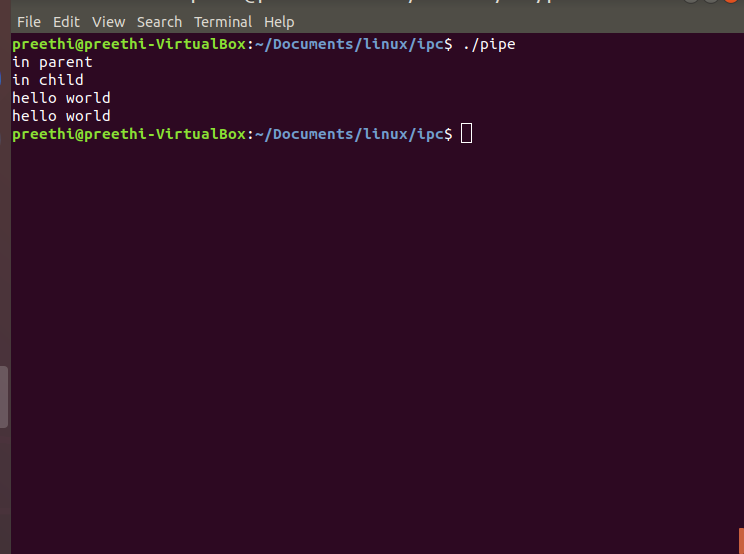 File Edit View Search Terminal Help
preethi@preethi-VirtualBox:~/Documents/linux/ipc$ ./pipe
in parent
in child
hello world
hello world
preethi@preethi-VirtualBox:~/Documents/linux/ipc$